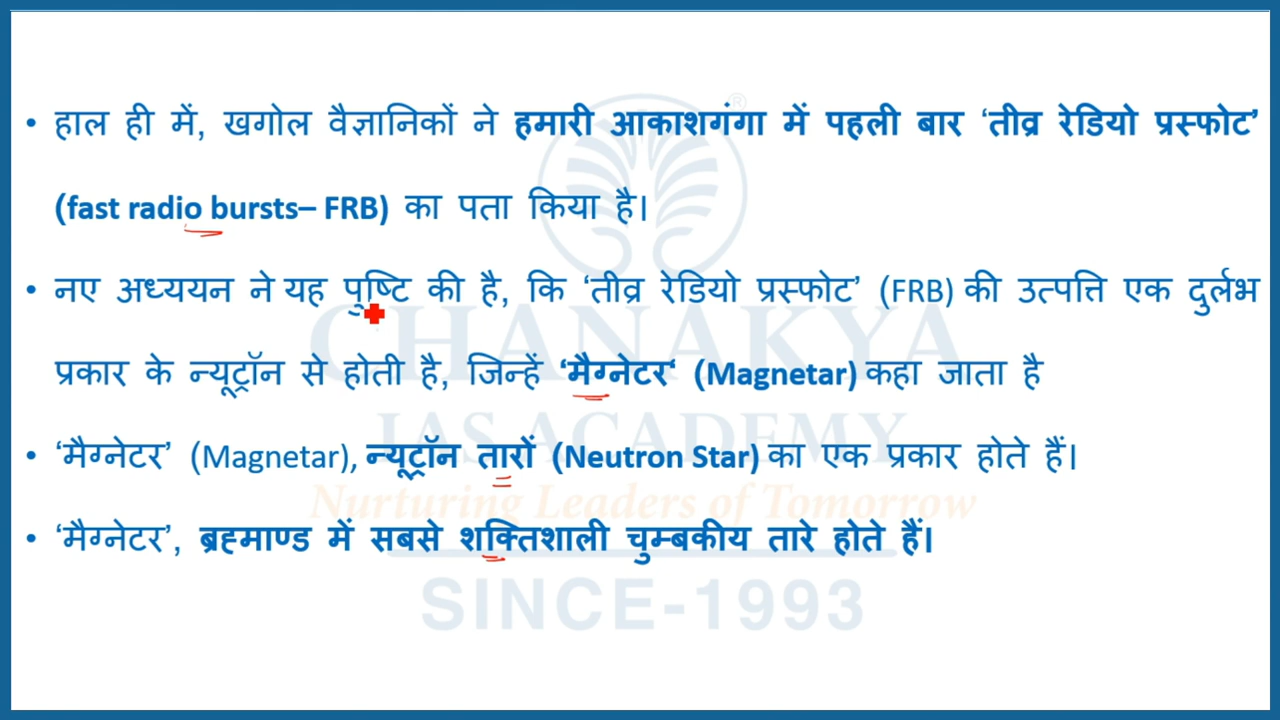 • हाल ही में, खगोल वैज्ञानिकों ने हमारी आकाशगंगा में पहली बार ‘तीव्र रेडियो प्रस्फोट’
(fast radio bursts– FRB) का पता किया है।
• नए अध्ययन ने यह पुष्टि की है, कि ‘तीव्र रेडियो प्रस्फोट’ (FRB) की उत्पत्ति एक दुर्लभ
प्रकार के न्यूट्रॉन से होती है, जिन्हें ‘मैग्नेटर‘ (Magnetar) कहा जाता है
• ‘मैग्नेटर’ (Magnetar), न्यूट्रॉन तारों (Neutron Star) का एक प्रकार होते हैं।
• ‘मैग्नेटर’, ब्रह्माण्ड में सबसे शक्तिशाली चुम्बकीय तारे होते हैं।
®
CHANAKYA
IAS ACADEMY
Nurturing Leaders of Tomorrow
SINCE-1993